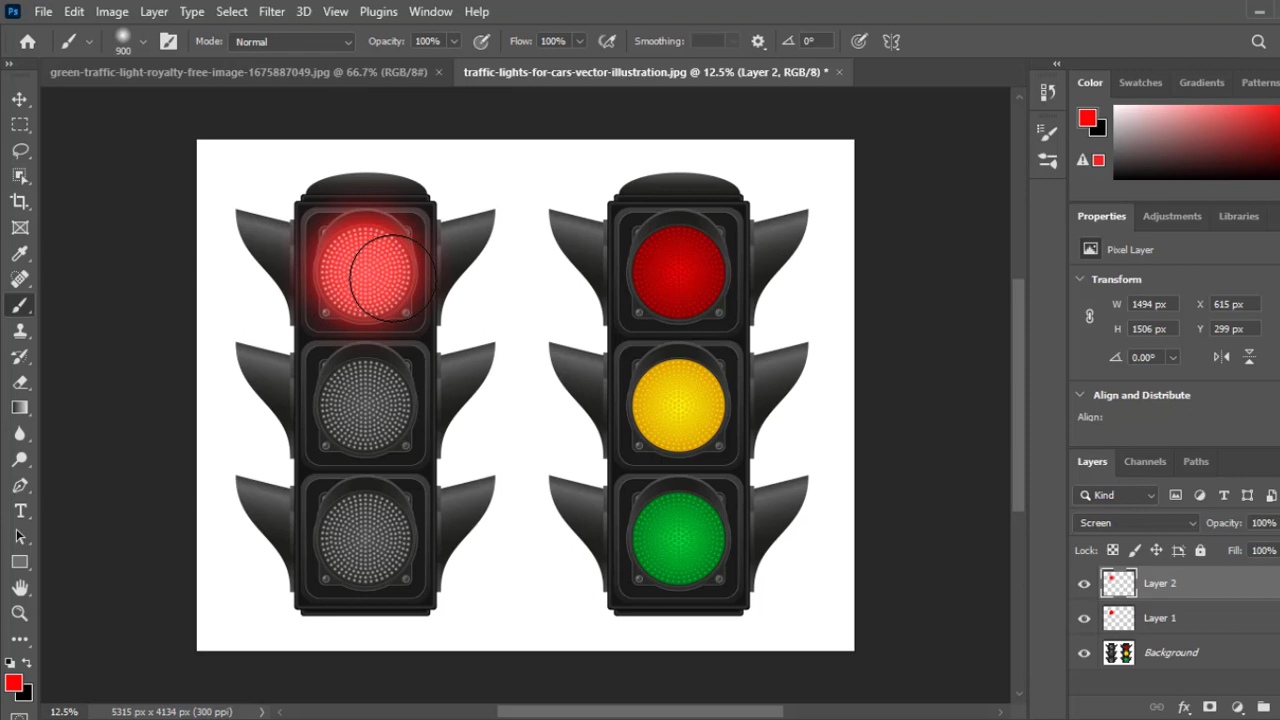 Ps File Edit Image Layer Type Select Filter 3D View Plugins Window Help
900 Mode: Normal Opacity: 100% Flow: 100% Smoothing: 0°
green-traffic-light-royalty-free-image-1675887049.jpg @ 66.7% (RGB/8#) × traffic-lights-for-cars-vector-illustration.jpg @ 12.5% (Layer 2, RGB/8) * ×
Color Swatches Gradients Patterns
Properties Adjustments Libraries
Pixel Layer
Transform
W 1494 px X 615 px
H 1506 px Y 299 px
0.00°
Align and Distribute
Align:
Layers Channels Paths
Kind
Screen Opacity: 100%
Lock: Fill: 100%
Layer 2
Layer 1
Background
12.5% 5315 px x 4134 px (300 ppi)